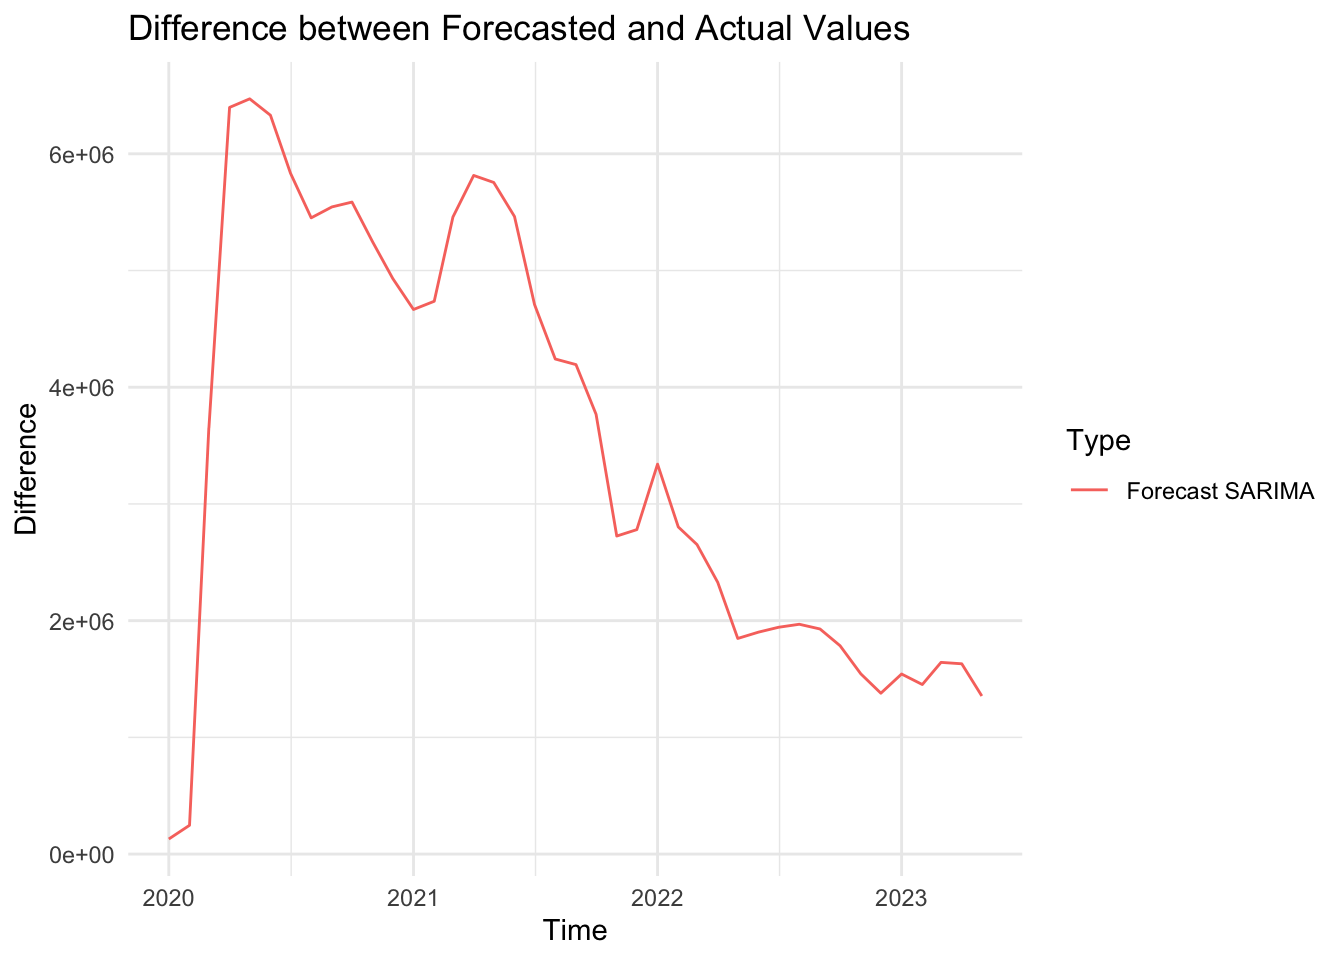 Difference between Forecasted and Actual Values
Difference
6e+06
4e+06
2e+06
0e+00
2020
2021
2022
2023
Time
Type
Forecast SARIMA